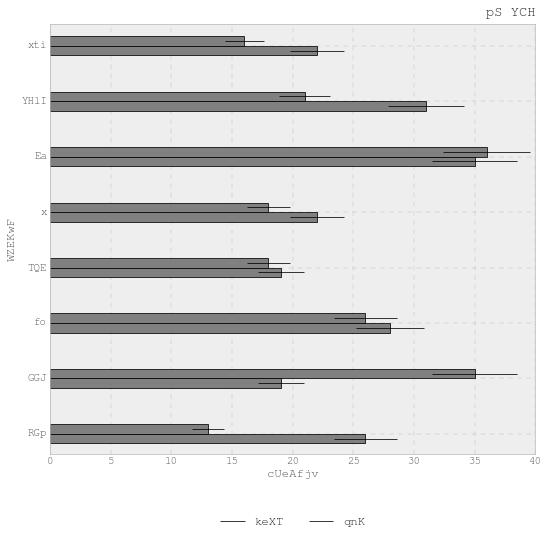 pS YCH
xti
YHlI
Ea
x
TQE
fo
GGJ
RGp
WZEKwF
0 5 10 15 20 25 30 35 40
cUeAfjv
keXT qnK